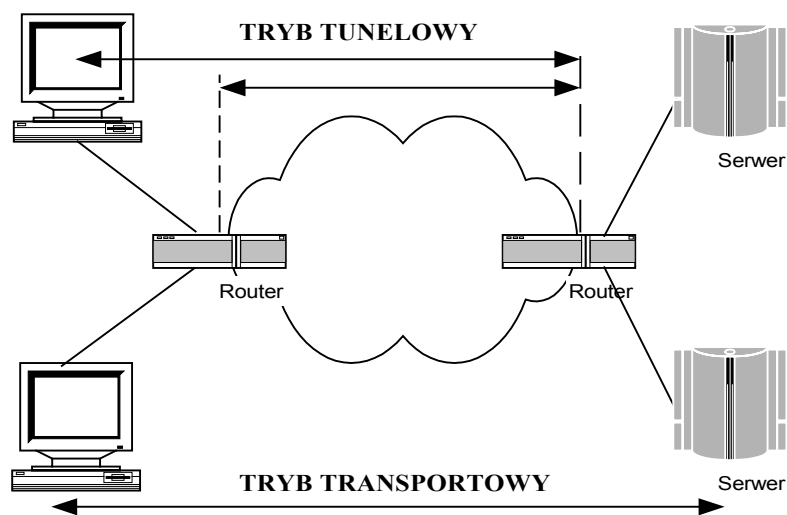 TRYB TUNELOWY
Serwer
Router
Router
TRYB TRANSPORTOWY
Serwer